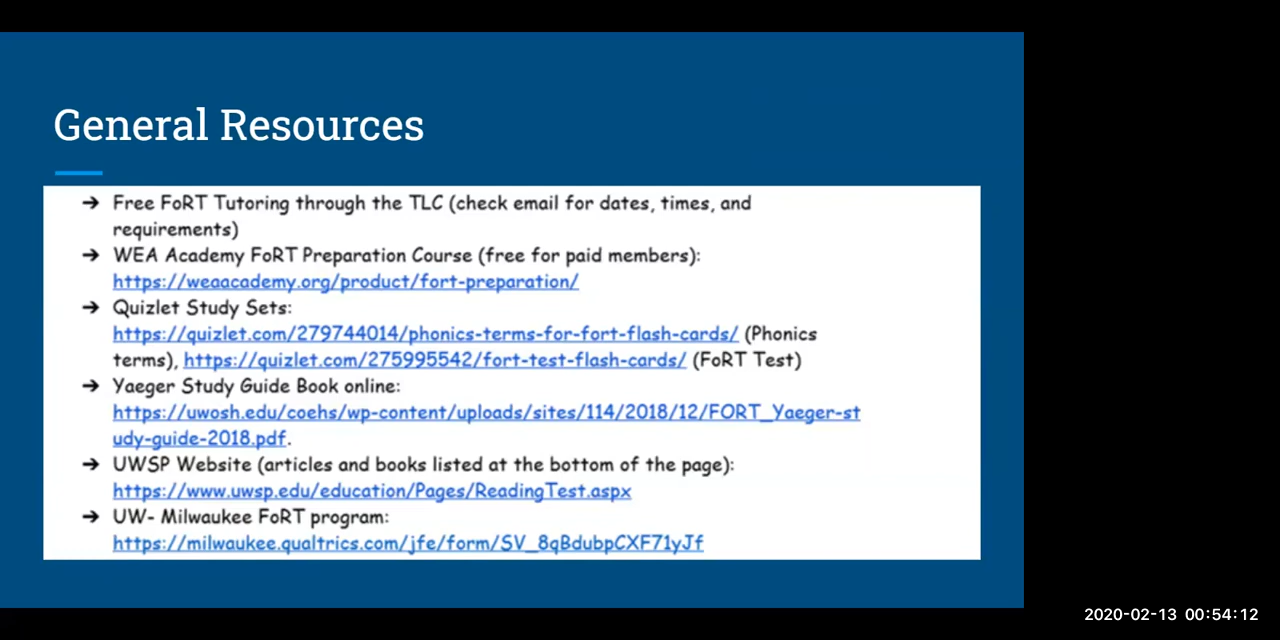 General Resources
➔ Free FoRT Tutoring through the TLC (check email for dates, times, and
requirements)
➔ WEA Academy FoRT Preparation Course (free for paid members):
https://weaacademy.org/product/fort-preparation/
➔ Quizlet Study Sets:
https://quizlet.com/279744014/phonics-terms-for-fort-flash-cards/ (Phonics
terms), https://quizlet.com/275995542/fort-test-flash-cards/ (FoRT Test)
➔ Yaeger Study Guide Book online:
https://uwosh.edu/coehs/wp-content/uploads/sites/114/2018/12/FORT_Yaeger-st
udy-guide-2018.pdf.
➔ UWSP Website (articles and books listed at the bottom of the page):
https://www.uwsp.edu/education/Pages/ReadingTest.aspx
➔ UW- Milwaukee FoRT program:
https://milwaukee.qualtrics.com/jfe/form/SV_8qBdubpCXF71yJf
2020-02-13 00:54:12